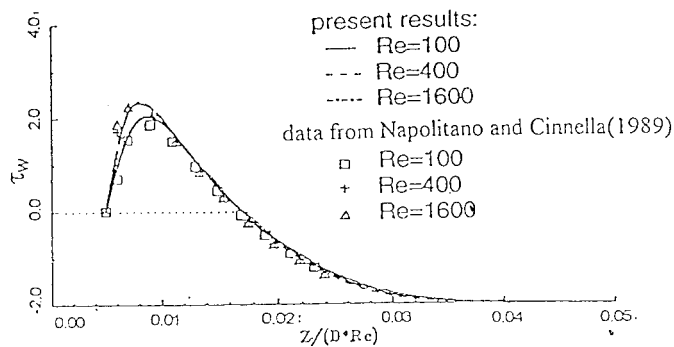 present results:
Re=100
Re=400
Re=1600
data from Napolitano and Cinnella(1989)
Re=100
Re=400
Re=1600
4.0
2.0
0.0
-2.0
τw
0.00
0.01
0.02
0.03
0.04
0.05
Z/(D*Re)